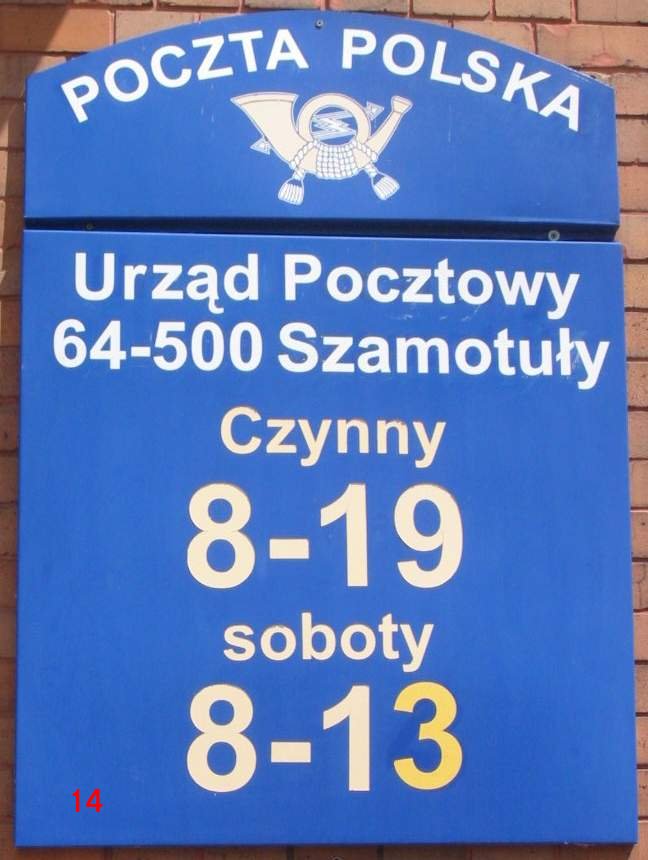 POCZTA POLSKA
Urząd Pocztowy
64-500 Szamotuły
Czynny
8-19
soboty
8-13
14